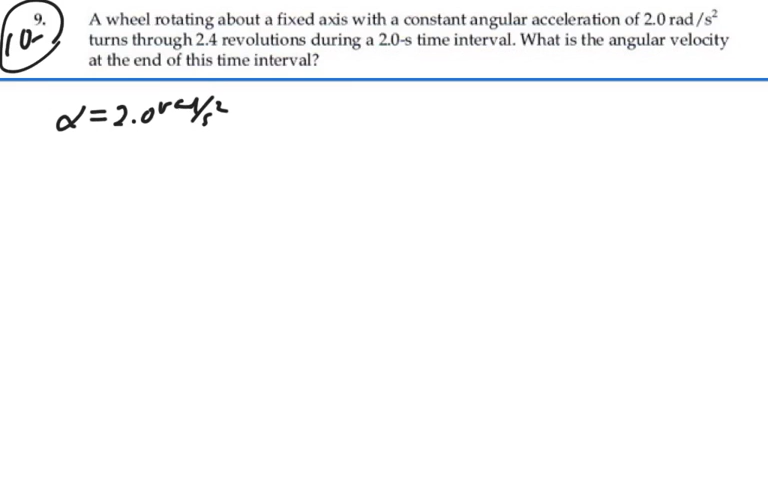 9. A wheel rotating about a fixed axis with a constant angular acceleration of 2.0 rad/s²
10-
turns through 2.4 revolutions during a 2.0-s time interval. What is the angular velocity
at the end of this time interval?
α=2.0 rad/s²